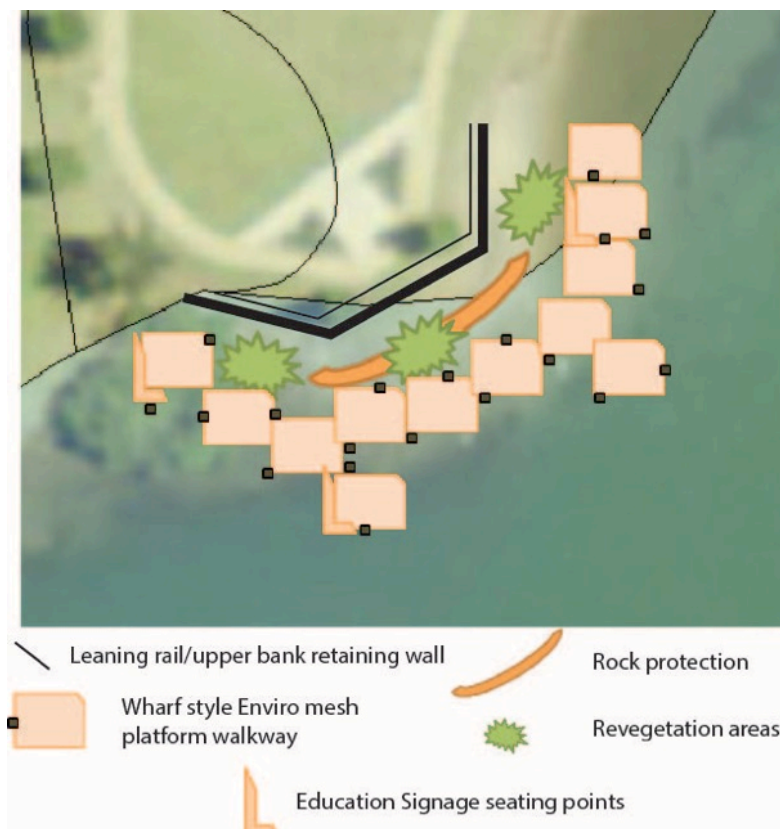 Leaning rail/upper bank retaining wall
Rock protection
Wharf style Enviro mesh
platform walkway
Revegetation areas
Education Signage seating points